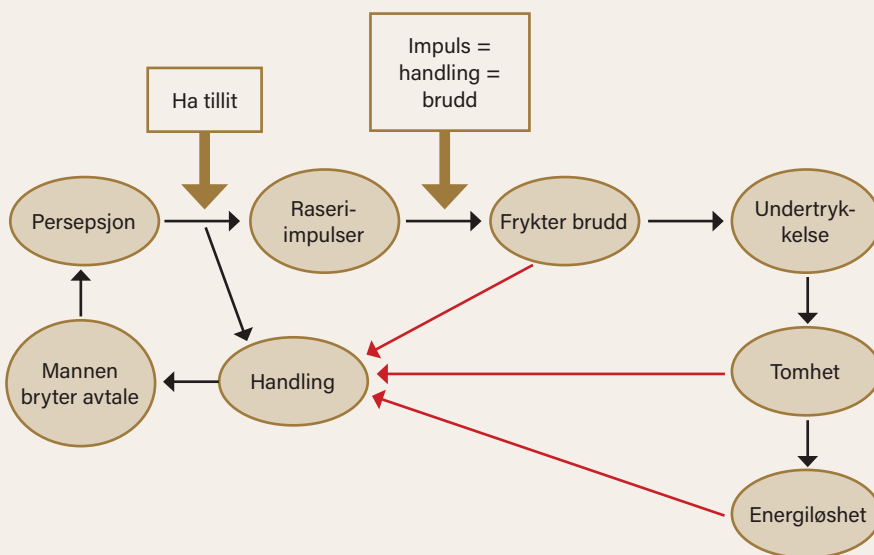 Impuls =
handling =
brudd
Ha tillit
Persepsjon
Raseri-
impulser
Frykter brudd
Undertryk-
kelse
Mannen
bryter avtale
Handling
Tomhet
Energiløshet